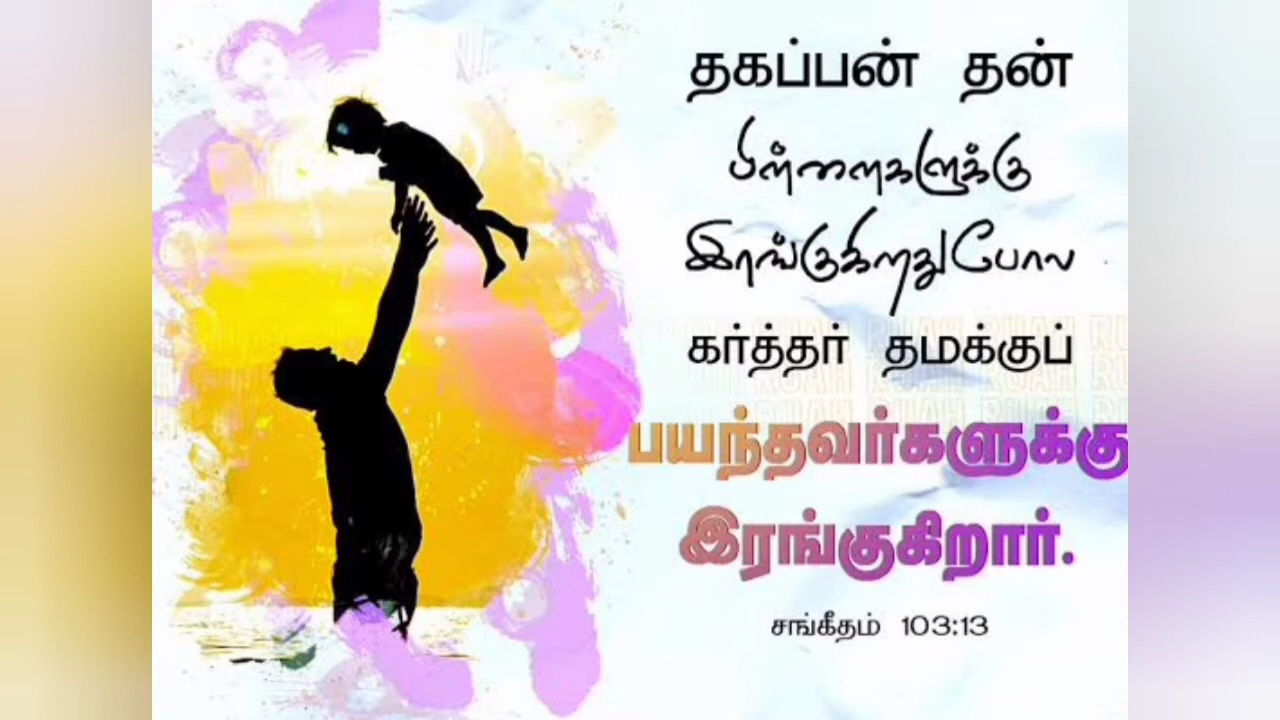 தகப்பன் தன்
பிள்ளைகளுக்கு
இரங்குகிறதுபோல
கர்த்தர் தமக்குப்
பயந்தவர்களுக்கு
இரங்குகிறார்.
சங்கீதம் 103:13